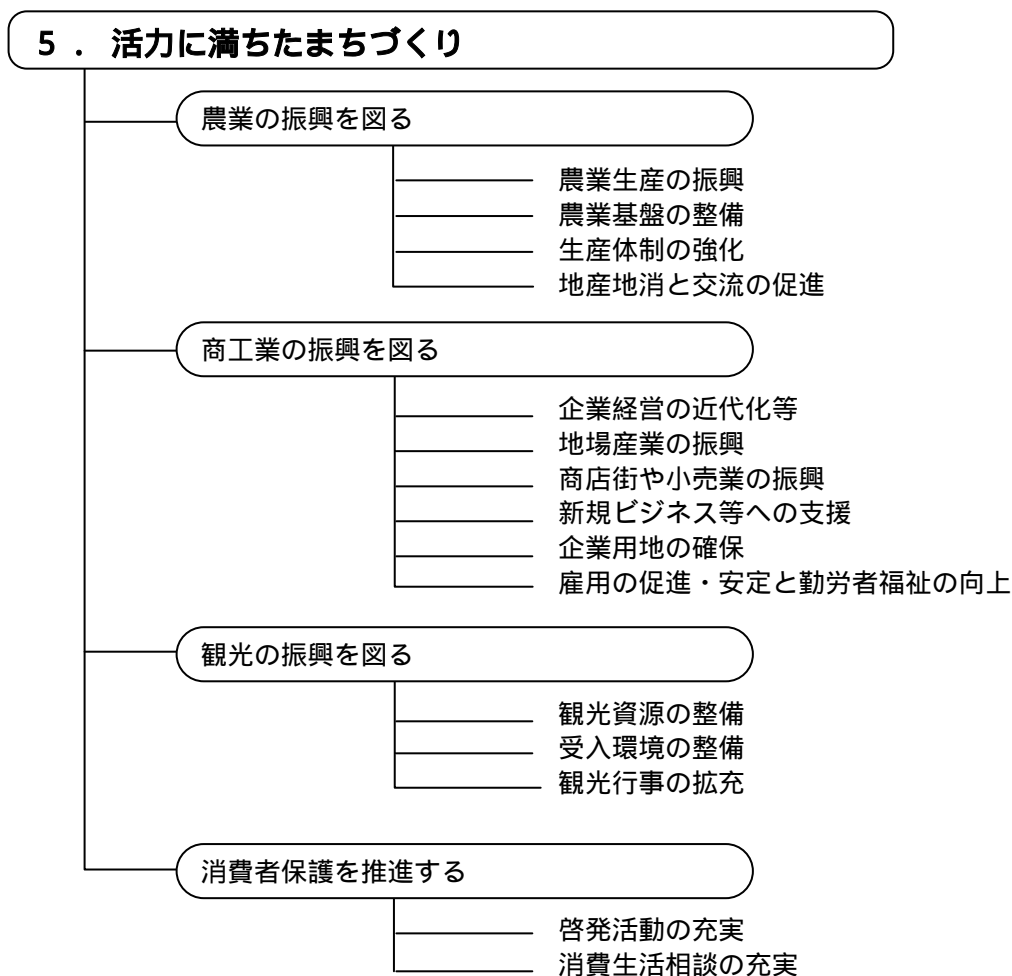 ５．活力に満ちたまちづくり
農業の振興を図る
農業生産の振興
農業基盤の整備
生産体制の強化
地産地消と交流の促進
商工業の振興を図る
企業経営の近代化等
地場産業の振興
商店街や小売業の振興
新規ビジネス等への支援
企業用地の確保
雇用の促進・安定と勤労者福祉の向上
観光の振興を図る
観光資源の整備
受入環境の整備
観光行事の拡充
消費者保護を推進する
啓発活動の充実
消費生活相談の充実